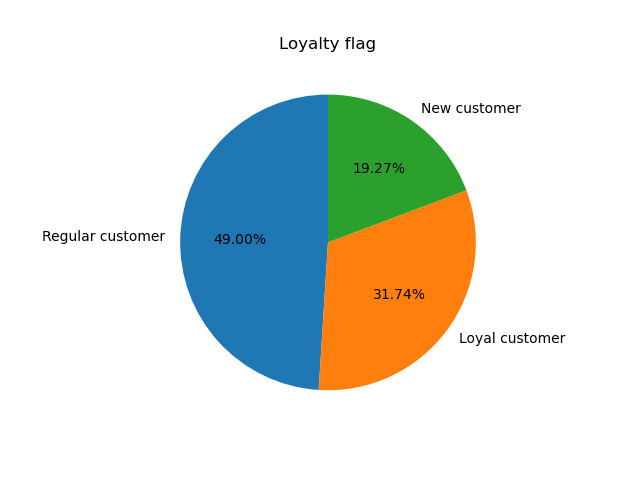 Loyalty flag
New customer
19.27%
Regular customer
49.00%
31.74%
Loyal customer